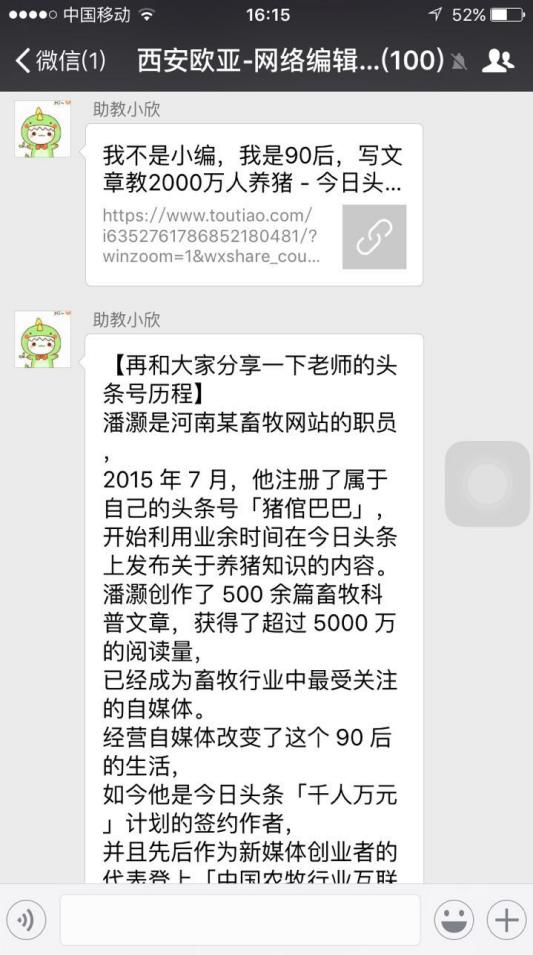 中国移动 16:15 52%
微信(1) 西安欧亚-网络编辑...(100)
助教小欣
我不是小编，我是90后，写文
章教2000万人养猪 - 今日头...
https://www.toutiao.com/
i6352761786852180481/?
winzoom=1&wxshare_cou...
助教小欣
【再和大家分享一下老师的头
条号历程】
潘灏是河南某畜牧网站的职员
，
2015 年 7 月，他注册了属于
自己的头条号「猪倌巴巴」，
开始利用业余时间在今日头条
上发布关于养猪知识的内容。
潘灏创作了 500 余篇畜牧科
普文章，获得了超过 5000 万
的阅读量，
已经成为畜牧行业中最受关注
的自媒体。
经营自媒体改变了这个 90 后
的生活，
如今他是今日头条「千人万元
」计划的签约作者，
并且先后作为新媒体创业者的
代表登上「中国农牧行业互联